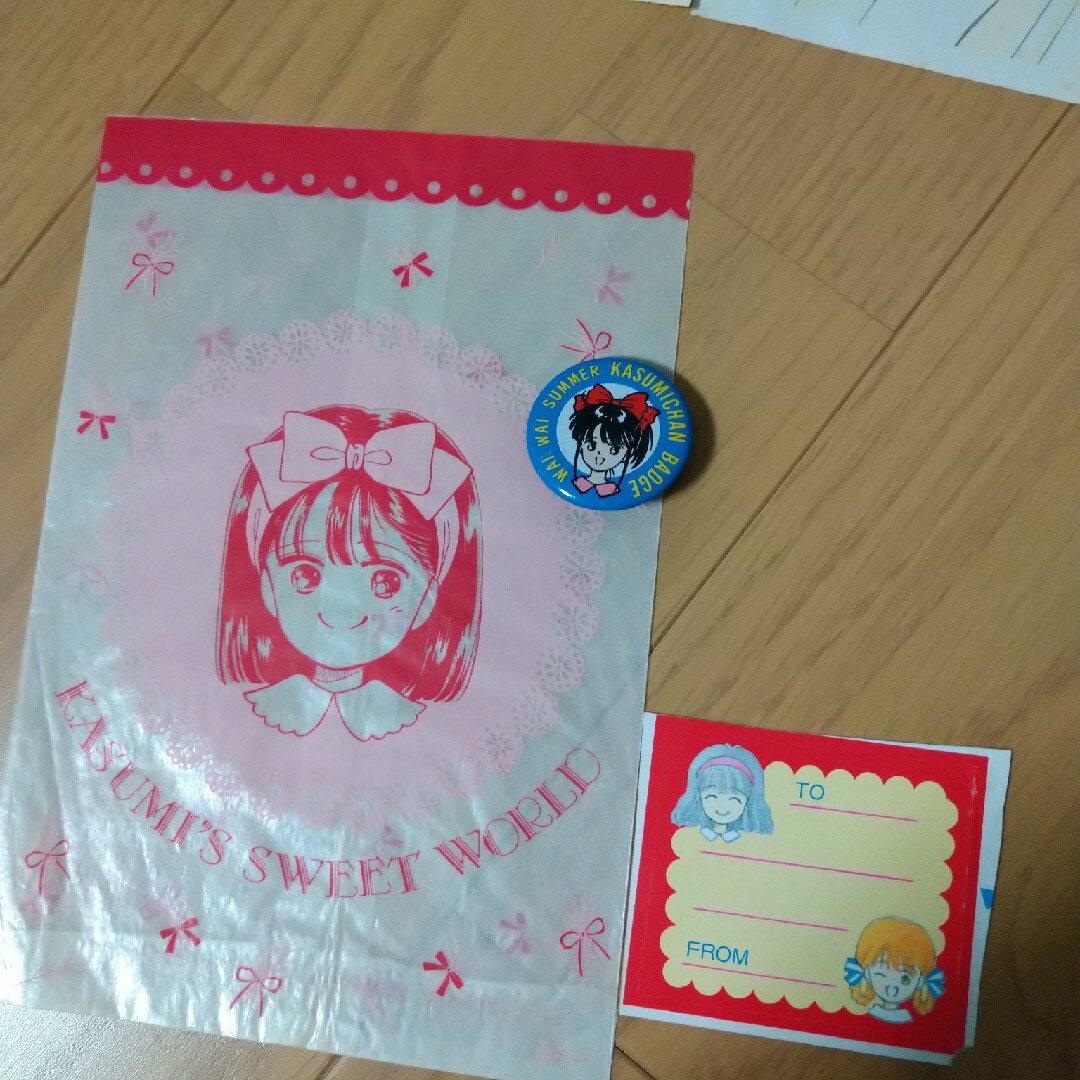 WAI WAI SUMMER KASUMICHAN BADGE
KASUMI'S SWEET WORLD
TO
FROM